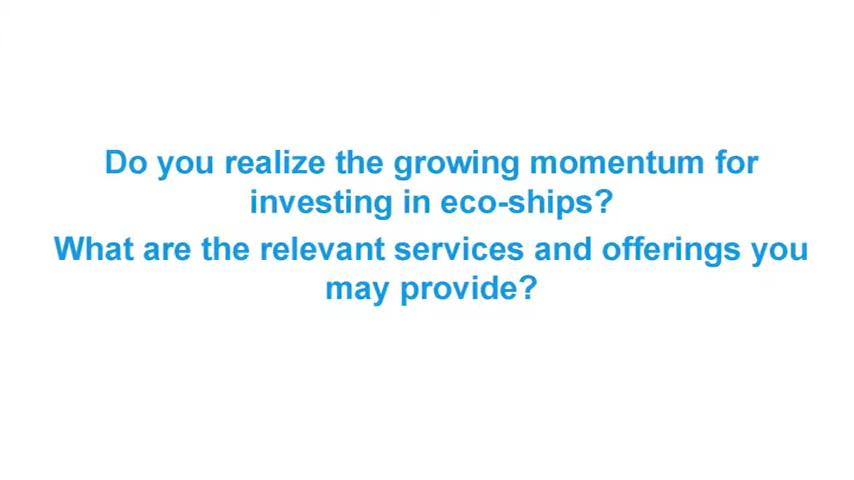 Do you realize the growing momentum for
investing in eco-ships?
What are the relevant services and offerings you
may provide?